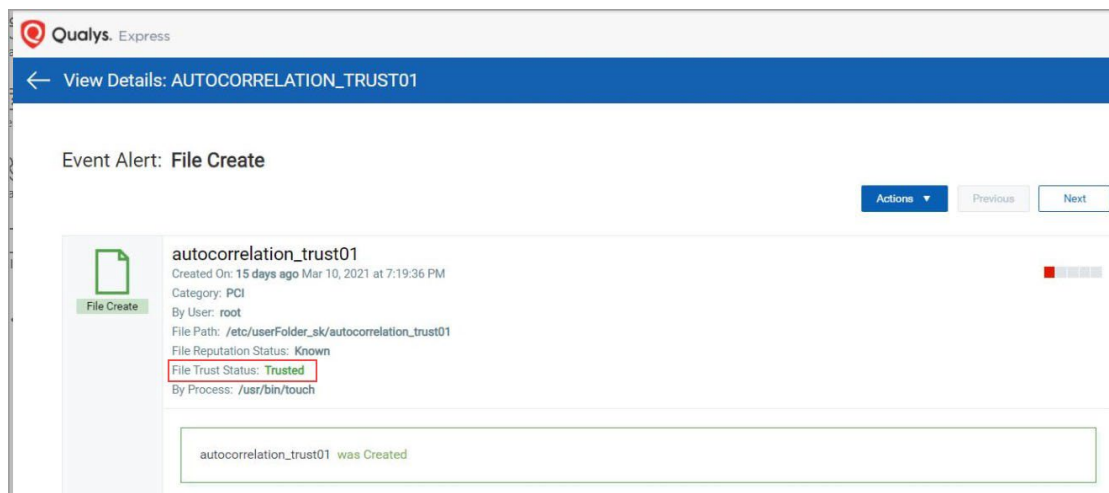 Qualys. Express
View Details: AUTOCORRELATION_TRUST01
Event Alert: File Create
Actions Previous Next
autocorrelation_trust01
Created On: 15 days ago Mar 10, 2021 at 7:19:36 PM
File Create
Category: PCI
By User: root
File Path: /etc/userFolder_sk/autocorrelation_trust01
File Reputation Status: Known
File Trust Status: Trusted
By Process: /usr/bin/touch
autocorrelation_trust01 was Created